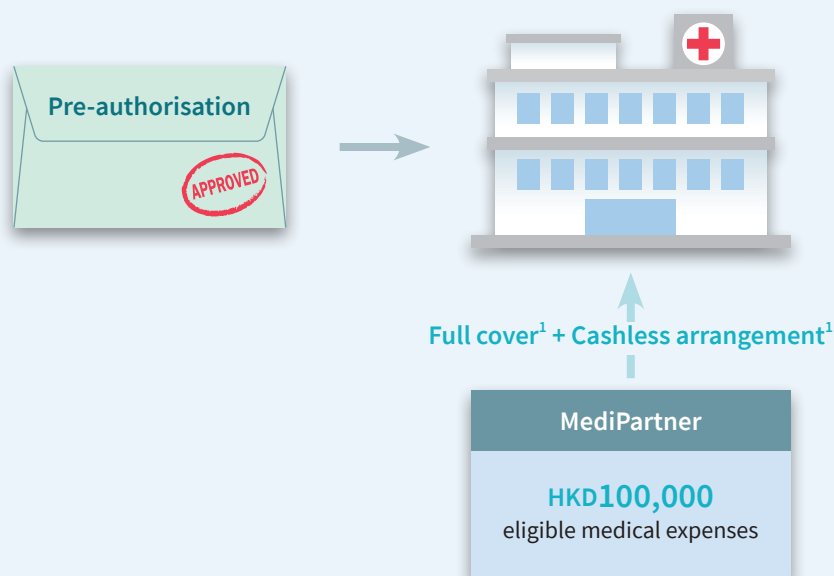 Pre-authorisation
APPROVED
Full cover¹ + Cashless arrangement¹
MediPartner
HKD100,000
eligible medical expenses